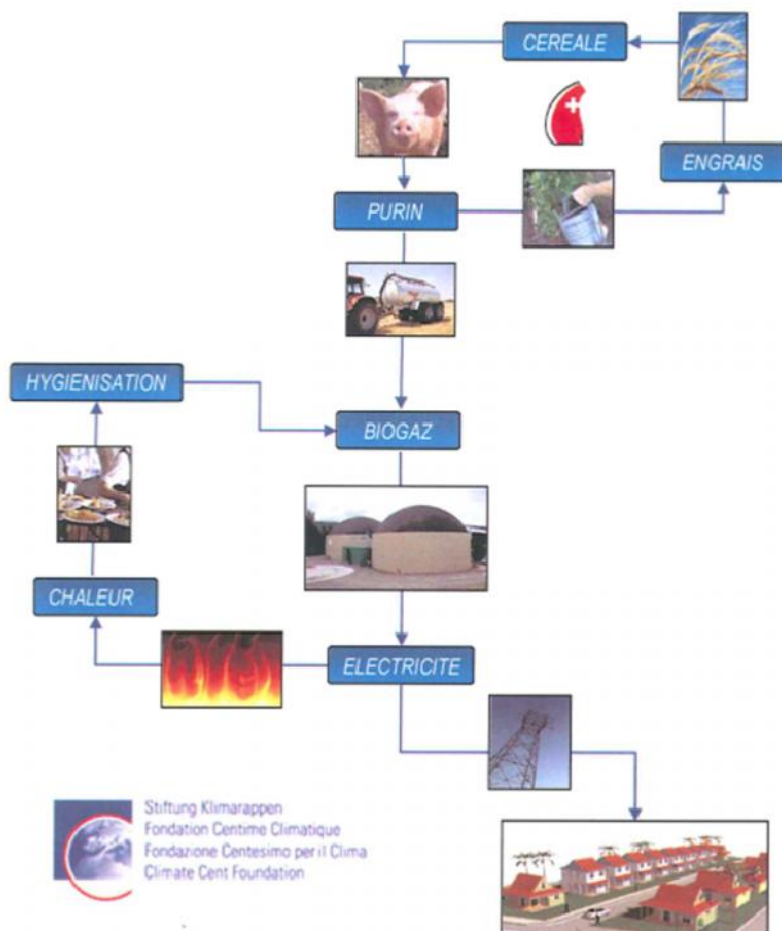 CEREALE
ENGRAIS
PURIN
HYGIENISATION
BIOGAZ
CHALEUR
ELECTRICITE
Stiftung Klimarappen
Fondation Centime Climatique
Fondazione Centesimo per il Clima
Climate Cent Foundation